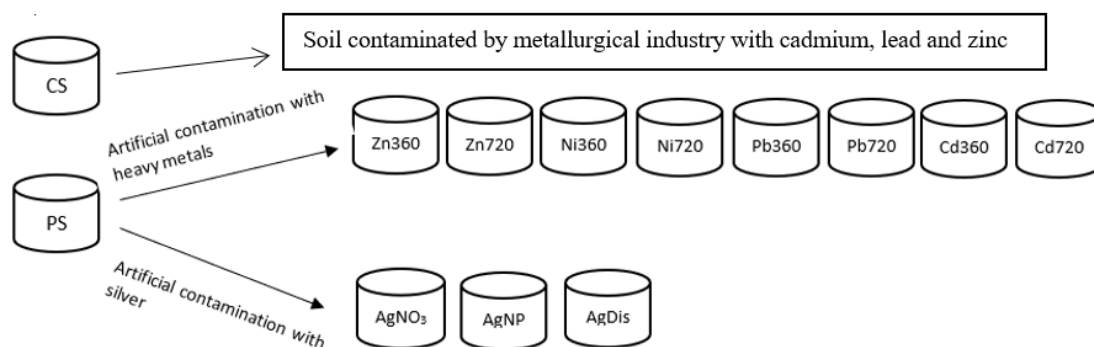 CS
Soil contaminated by metallurgical industry with cadmium, lead and zinc
Artificial contamination with
heavy metals
Zn360
Zn720
Ni360
Ni720
Pb360
Pb720
Cd360
Cd720
PS
Artificial contamination with
silver
AgNO₃
AgNP
AgDis